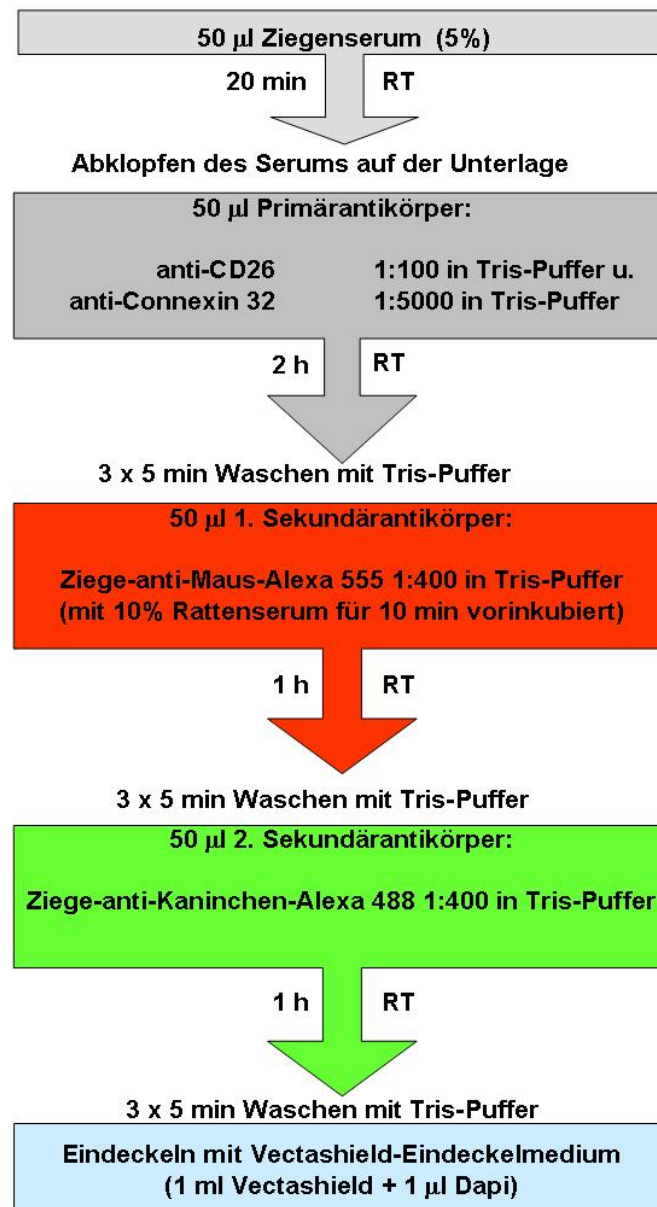 50 µl Ziegenserum (5%)
20 min RT
Abklopfen des Serums auf der Unterlage
50 µl Primärantikörper:
anti-CD26 1:100 in Tris-Puffer u.
anti-Connexin 32 1:5000 in Tris-Puffer
2 h RT
3 x 5 min Waschen mit Tris-Puffer
50 µl 1. Sekundärantikörper:
Ziege-anti-Maus-Alexa 555 1:400 in Tris-Puffer
(mit 10% Rattenserum für 10 min vorinkubiert)
1 h RT
3 x 5 min Waschen mit Tris-Puffer
50 µl 2. Sekundärantikörper:
Ziege-anti-Kaninchen-Alexa 488 1:400 in Tris-Puffer
1 h RT
3 x 5 min Waschen mit Tris-Puffer
Eindeckeln mit Vectashield-Eindeckelmedium
(1 ml Vectashield + 1 µl Dapi)